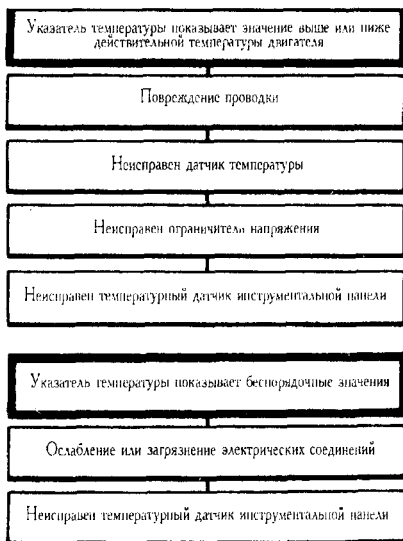 Указатель температуры показывает значение выше или ниже
действительной температуры двигателя
Повреждение проводки
Неисправен датчик температуры
Неисправен ограничитель напряжения
Неисправен температурный датчик инструментальной панели
Указатель температуры показывает беспорядочные значения
Ослабление или загрязнение электрических соединений
Неисправен температурный датчик инструментальной панели